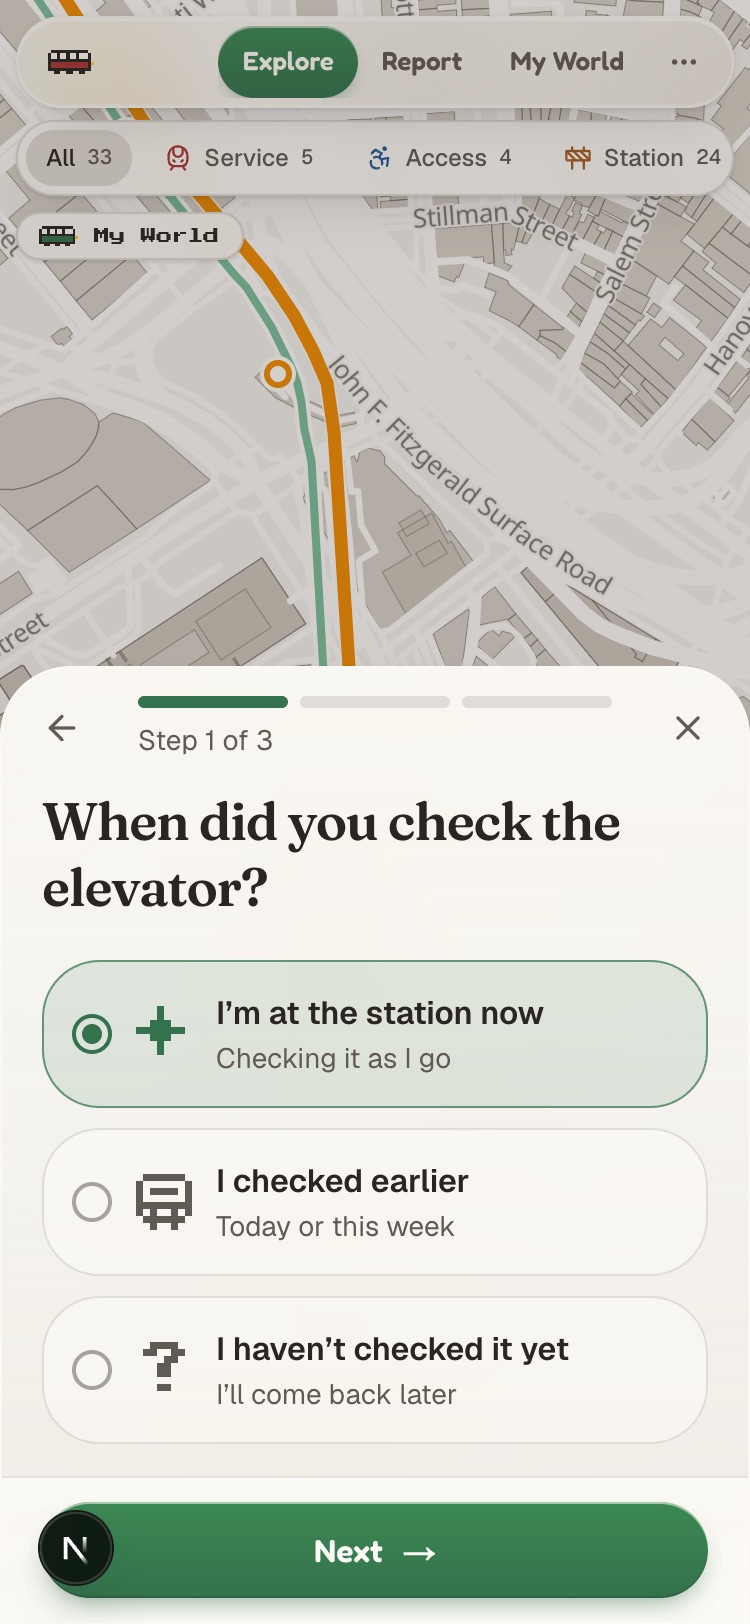 Explore Report My World ...
All 33 Service 5 Access 4 Station 24
My World
Stillman Street
Salem Str
John F. Fitzgerald Surface Road
treet
Step 1 of 3
When did you check the
elevator?
I'm at the station now
Checking it as I go
I checked earlier
Today or this week
?
I haven't checked it yet
I'll come back later
N
Next →